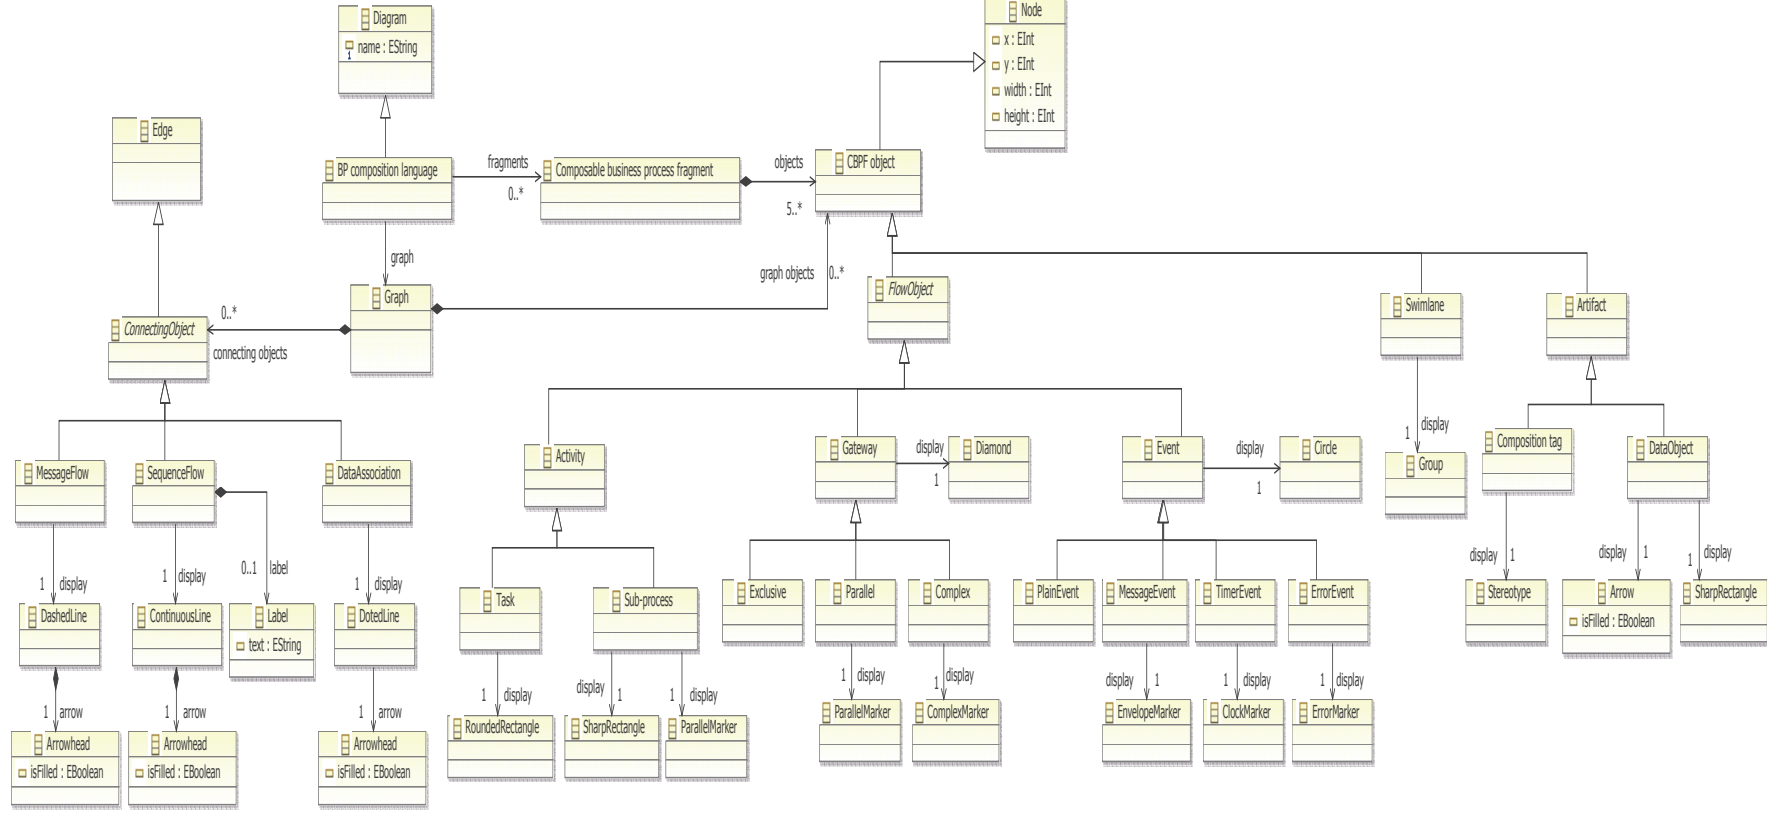 Diagram
name : EString
1
Node
x : EInt
y : EInt
width : EInt
height : EInt
Edge
BP composition language
fragments
0..*
Composable business process fragment
objects
5..*
CBPF object
graph
graph objects
0..*
Graph
FlowObject
Swimlane
Artifact
ConnectingObject
0..*
connecting objects
Activity
Gateway
display
1
Diamond
Event
display
1
Circle
display
1
Group
Composition tag
DataObject
MessageFlow
SequenceFlow
DataAssociation
1 display
1 display
0..1 label
1 display
DashedLine
ContinuousLine
Label
text : EString
DotedLine
Task
Sub-process
Exclusive
Parallel
Complex
PlainEvent
MessageEvent
TimerEvent
ErrorEvent
display 1
display 1
1 display
Stereotype
Arrow
isFilled : EBoolean
SharpRectangle
1 arrow
1 arrow
1 arrow
Arrowhead
isFilled : EBoolean
Arrowhead
isFilled : EBoolean
Arrowhead
isFilled : EBoolean
1 display
display 1
1 display
RoundedRectangle
SharpRectangle
ParallelMarker
1 display
1 display
ParallelMarker
ComplexMarker
display 1
1 display
1 display
EnvelopeMarker
ClockMarker
ErrorMarker